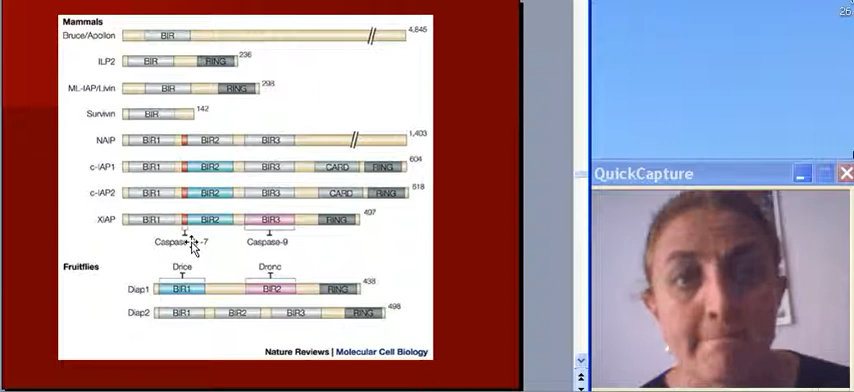 Mammals
Bruce/Apollon BIR 4,845
ILP2 BIR RING 236
ML-IAP/Livin BIR RING 298
Survivin BIR 142
NAIP BIR1 BIR2 BIR3 1,403
c-IAP1 BIR1 BIR2 BIR3 CARD RING 604
c-IAP2 BIR1 BIR2 BIR3 CARD RING 618
XIAP BIR1 BIR2 BIR3 RING 497
-7 Caspase-9
Fruitflies Drice Dronc
Diap1 BIR1 BIR2 RING 438
Diap2 BIR1 BIR2 BIR3 RING 498
Nature Reviews | Molecular Cell Biology
QuickCapture